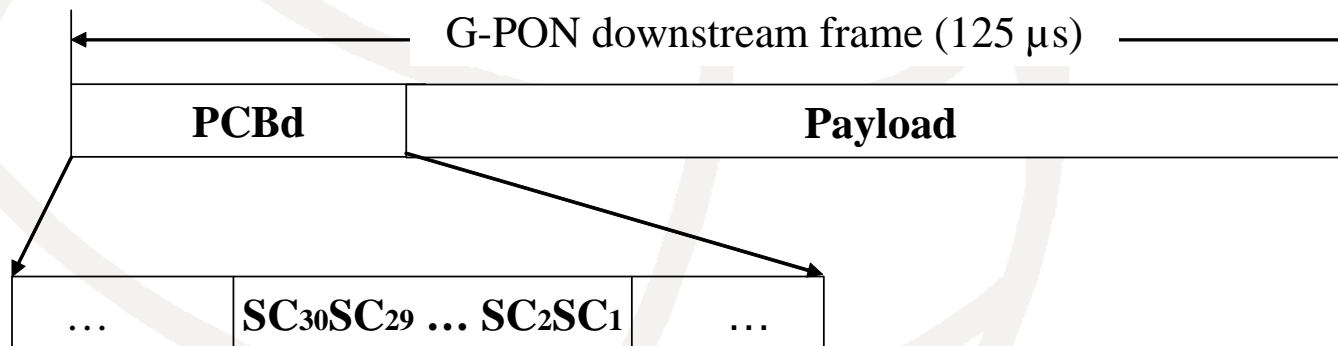 G-PON downstream frame (125 µs)
PCBd Payload
… SC₃₀SC₂₉ … SC₂SC₁ …